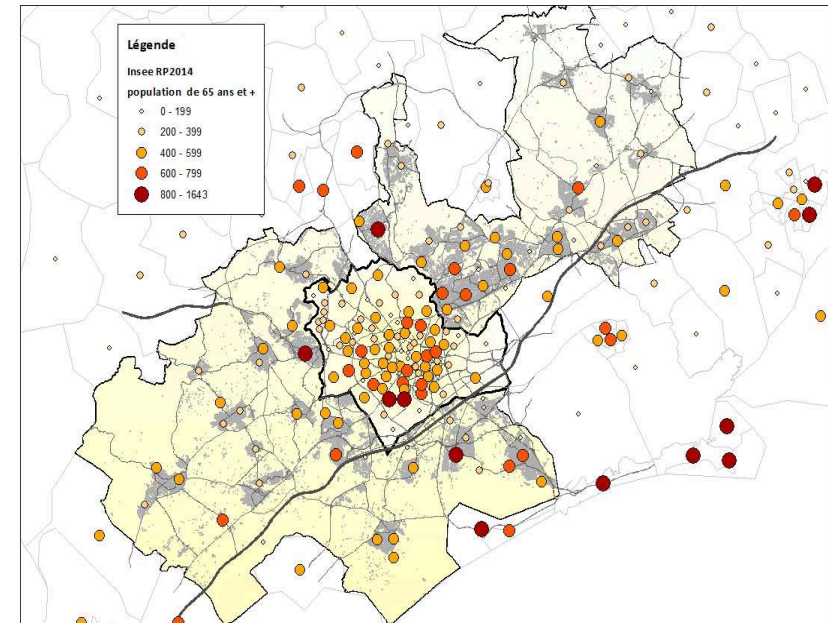 Légende
Insee RP2014
population de 65 ans et +
0 - 199
200 - 399
400 - 599
600 - 799
800 - 1643